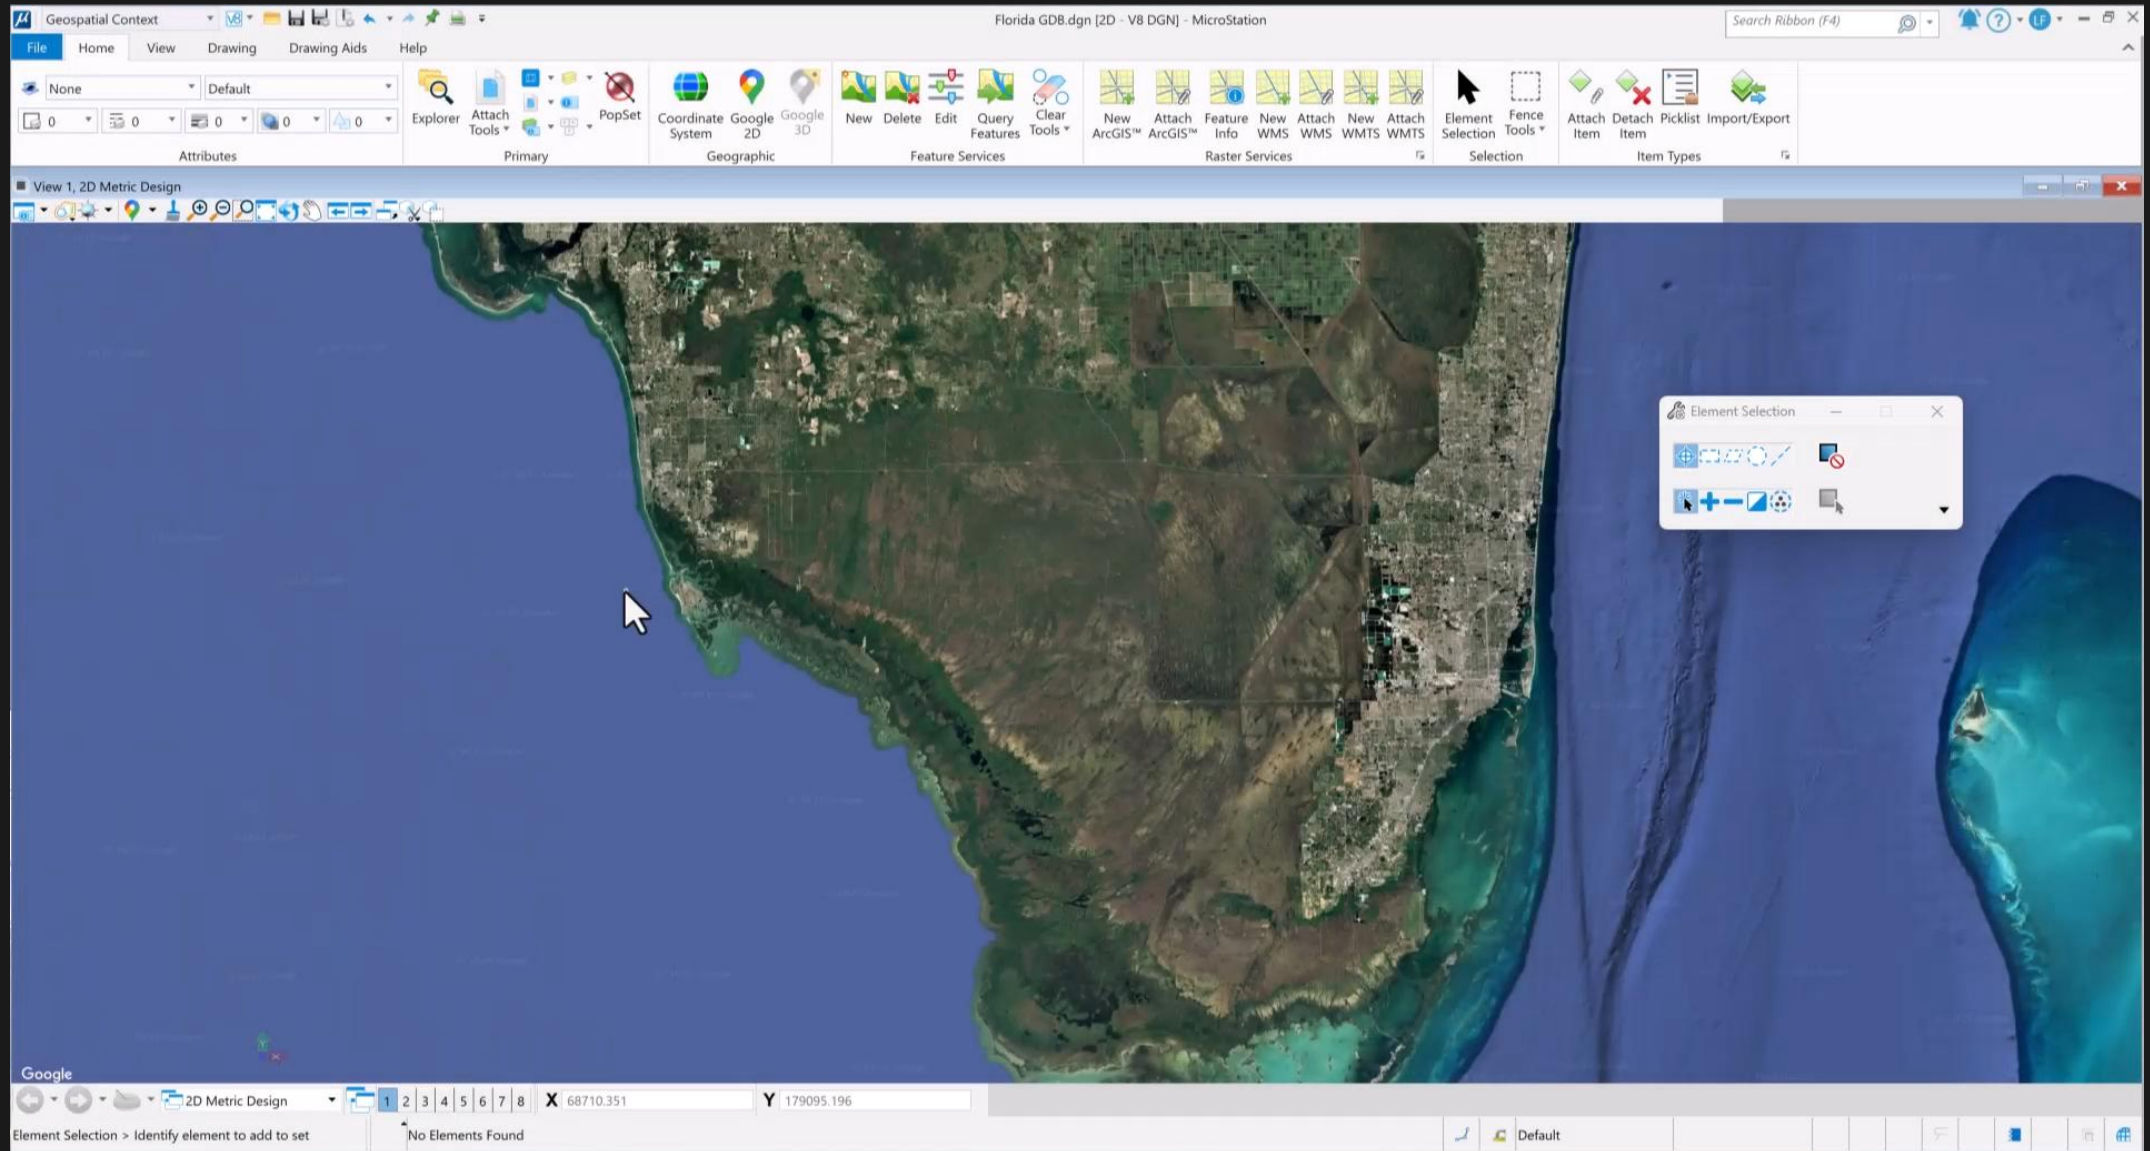 Geospatial Context
Florida GDB.dgn [2D - V8 DGN] - MicroStation
Search Ribbon (F4)
LF
File Home View Drawing Drawing Aids Help
None Default
0 0 0 0 0
Attributes
Explorer
Attach Tools
PopSet
Primary
Coordinate System
Google 2D
Google 3D
Geographic
New
Delete
Edit
Query Features
Clear Tools
Feature Services
New ArcGIS™
Attach ArcGIS™
Feature Info
New WMS
Attach WMS
New WMTS
Attach WMTS
Raster Services
Element Selection
Fence Tools
Selection
Attach Item
Detach Item
Picklist
Import/Export
Item Types
View 1, 2D Metric Design
Element Selection
Google
2D Metric Design 1 2 3 4 5 6 7 8 X 68710.351 Y 179095.196
Element Selection > Identify element to add to set No Elements Found Default